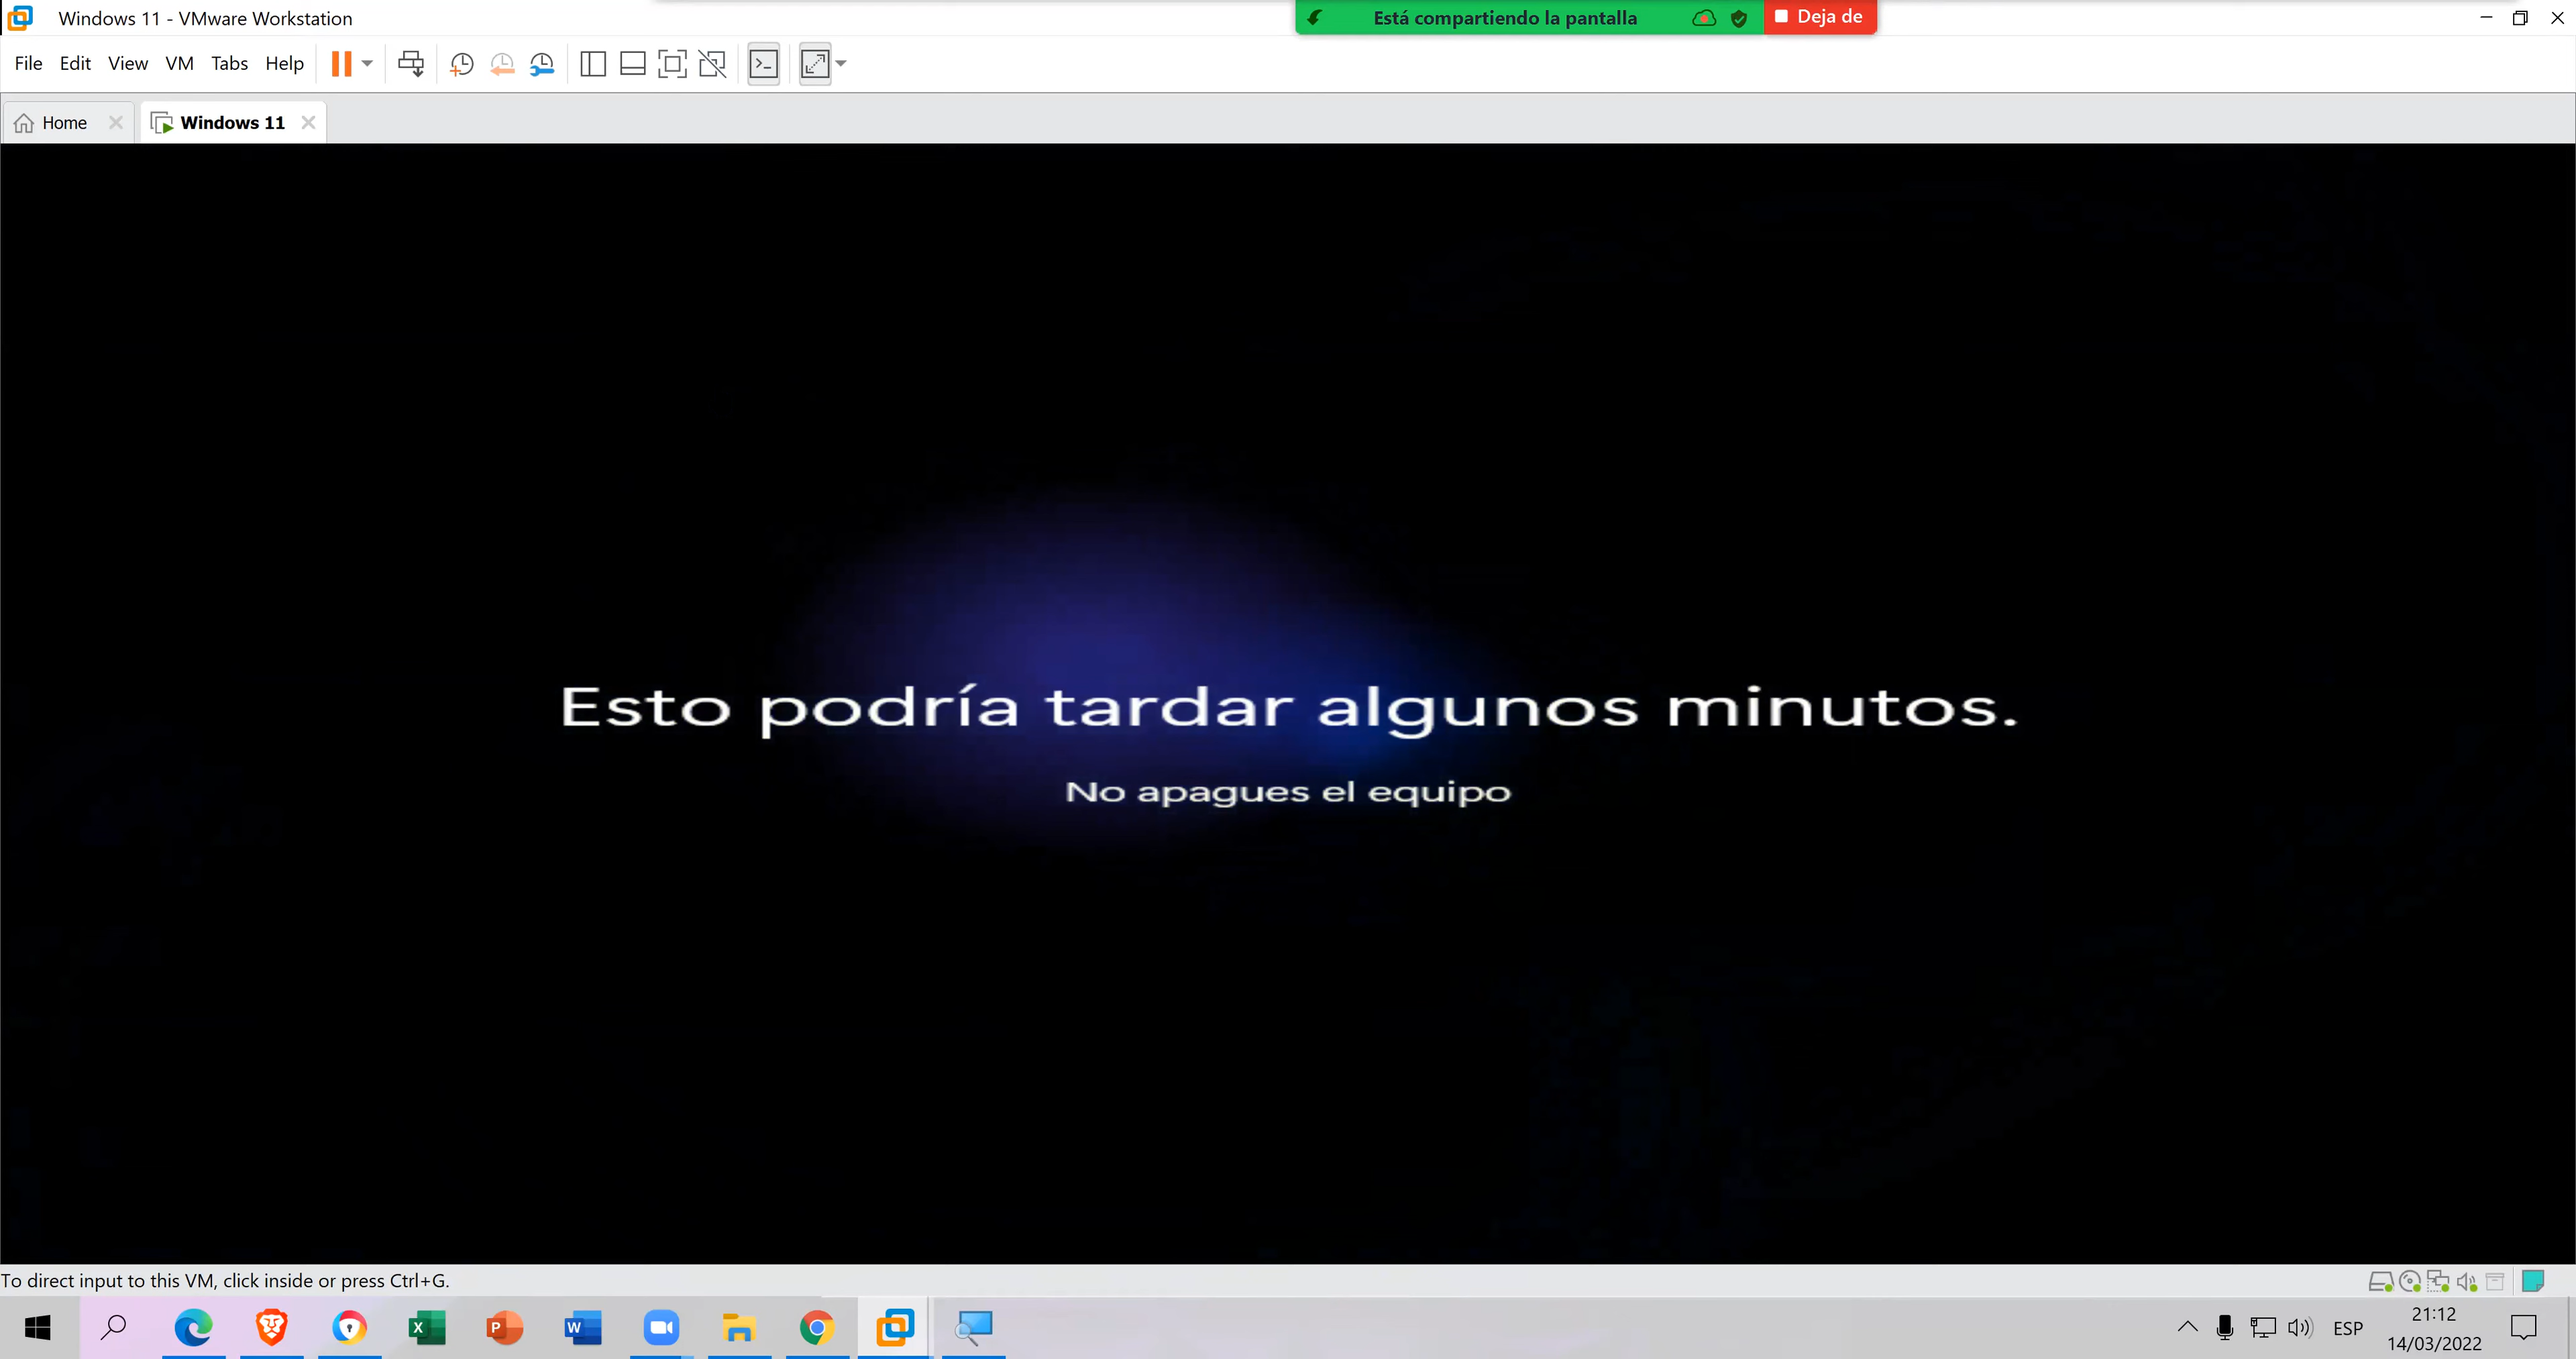 Windows 11 - VMware Workstation
Está compartiendo la pantalla
Deja de
File Edit View VM Tabs Help
Home
Windows 11
Esto podría tardar algunos minutos.
No apagues el equipo
To direct input to this VM, click inside or press Ctrl+G.
ESP
21:12
14/03/2022